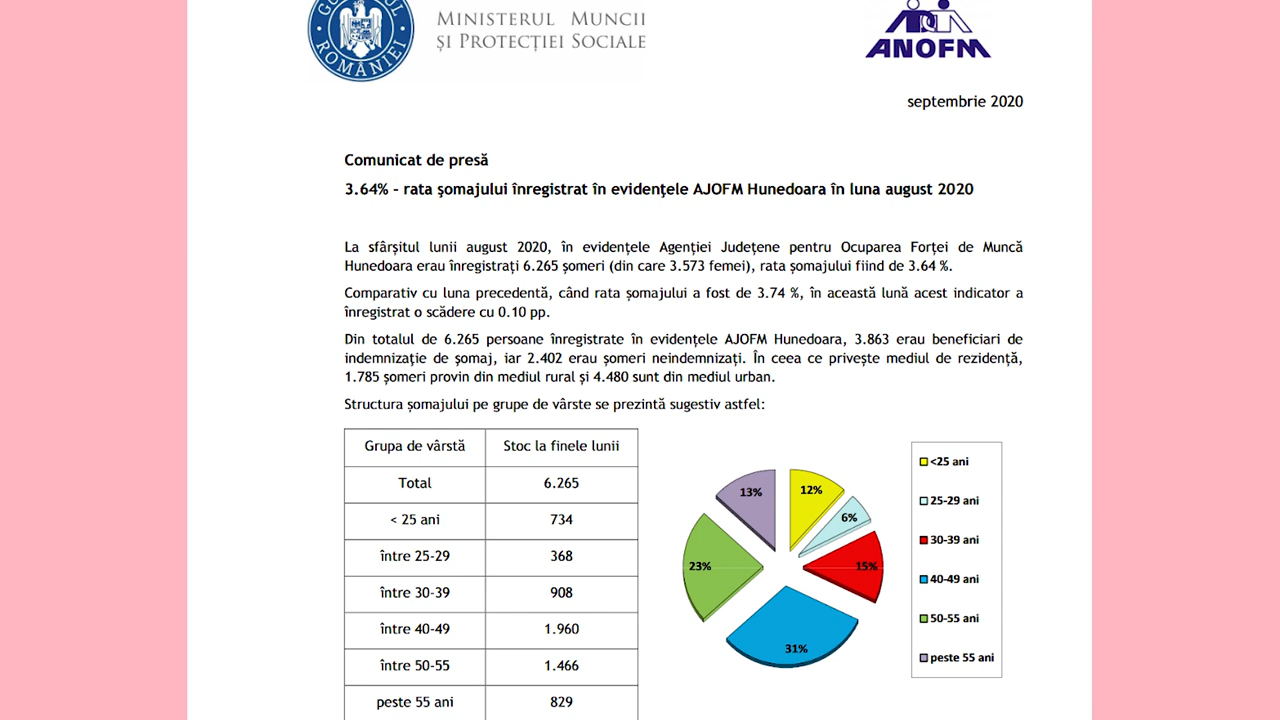 MINISTERUL MUNCII
ȘI PROTECȚIEI SOCIALE
ROMÂNIEI
ANOFM
septembrie 2020
Comunicat de presă
3.64% – rata şomajului înregistrat în evidenţele AJOFM Hunedoara în luna august 2020
La sfârșitul lunii august 2020, în evidențele Agenției Județene pentru Ocuparea Forței de Muncă
Hunedoara erau înregistrați 6.265 șomeri (din care 3.573 femei), rata șomajului fiind de 3.64 %.
Comparativ cu luna precedentă, când rata șomajului a fost de 3.74 %, în această lună acest indicator a
înregistrat o scădere cu 0.10 pp.
Din totalul de 6.265 persoane înregistrate în evidențele AJOFM Hunedoara, 3.863 erau beneficiari de
indemnizaţie de şomaj, iar 2.402 erau șomeri neindemnizați. În ceea ce privește mediul de rezidență,
1.785 şomeri provin din mediul rural și 4.480 sunt din mediul urban.
Structura șomajului pe grupe de vârste se prezintă sugestiv astfel:
Grupa de vârstă Stoc la finele lunii
Total 6.265
< 25 ani 734
între 25-29 368
între 30-39 908
între 40-49 1.960
între 50-55 1.466
peste 55 ani 829
13%
12%
6%
23%
15%
31%
<25 ani
25-29 ani
30-39 ani
40-49 ani
50-55 ani
peste 55 ani